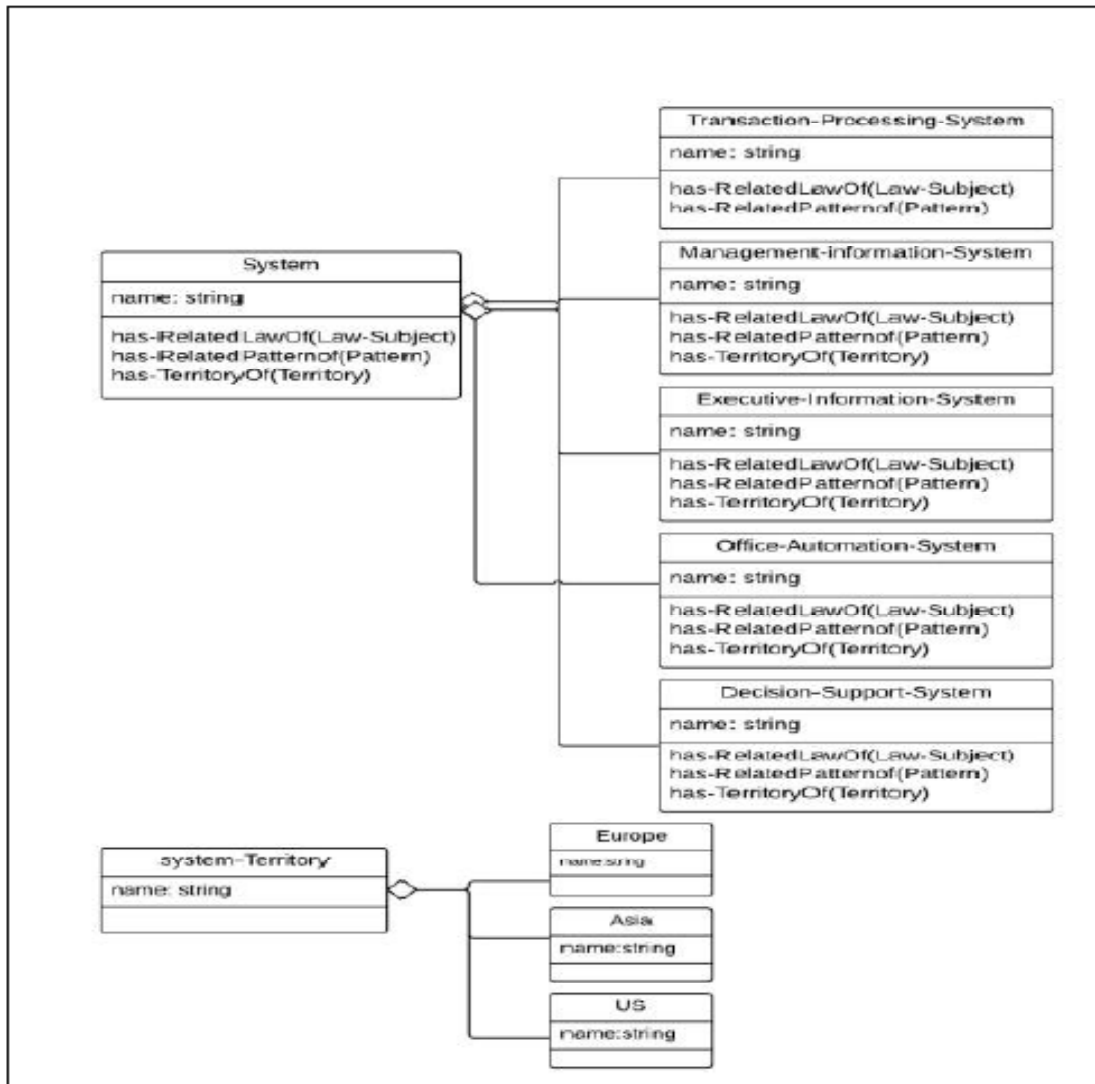 System
name: string
has-RelatedLawOf(Law-Subject)
has-RelatedPatternof(Pattern)
has-TerritoryOf(Territory)
Transaction-Processing-System
name: string
has-RelatedLawOf(Law-Subject)
has-RelatedPatternof(Pattern)
Management-information-System
name: string
has-RelatedLawOf(Law-Subject)
has-RelatedPatternof(Pattern)
has-TerritoryOf(Territory)
Executive-Information-System
name: string
has-RelatedLawOf(Law-Subject)
has-RelatedPatternof(Pattern)
has-TerritoryOf(Territory)
Office-Automation-System
name: string
has-RelatedLawOf(Law-Subject)
has-RelatedPatternof(Pattern)
has-TerritoryOf(Territory)
Decision-Support-System
name: string
has-RelatedLawOf(Law-Subject)
has-RelatedPatternof(Pattern)
has-TerritoryOf(Territory)
system-Territory
name: string
Europe
name:string
Asia
name:string
US
name:string